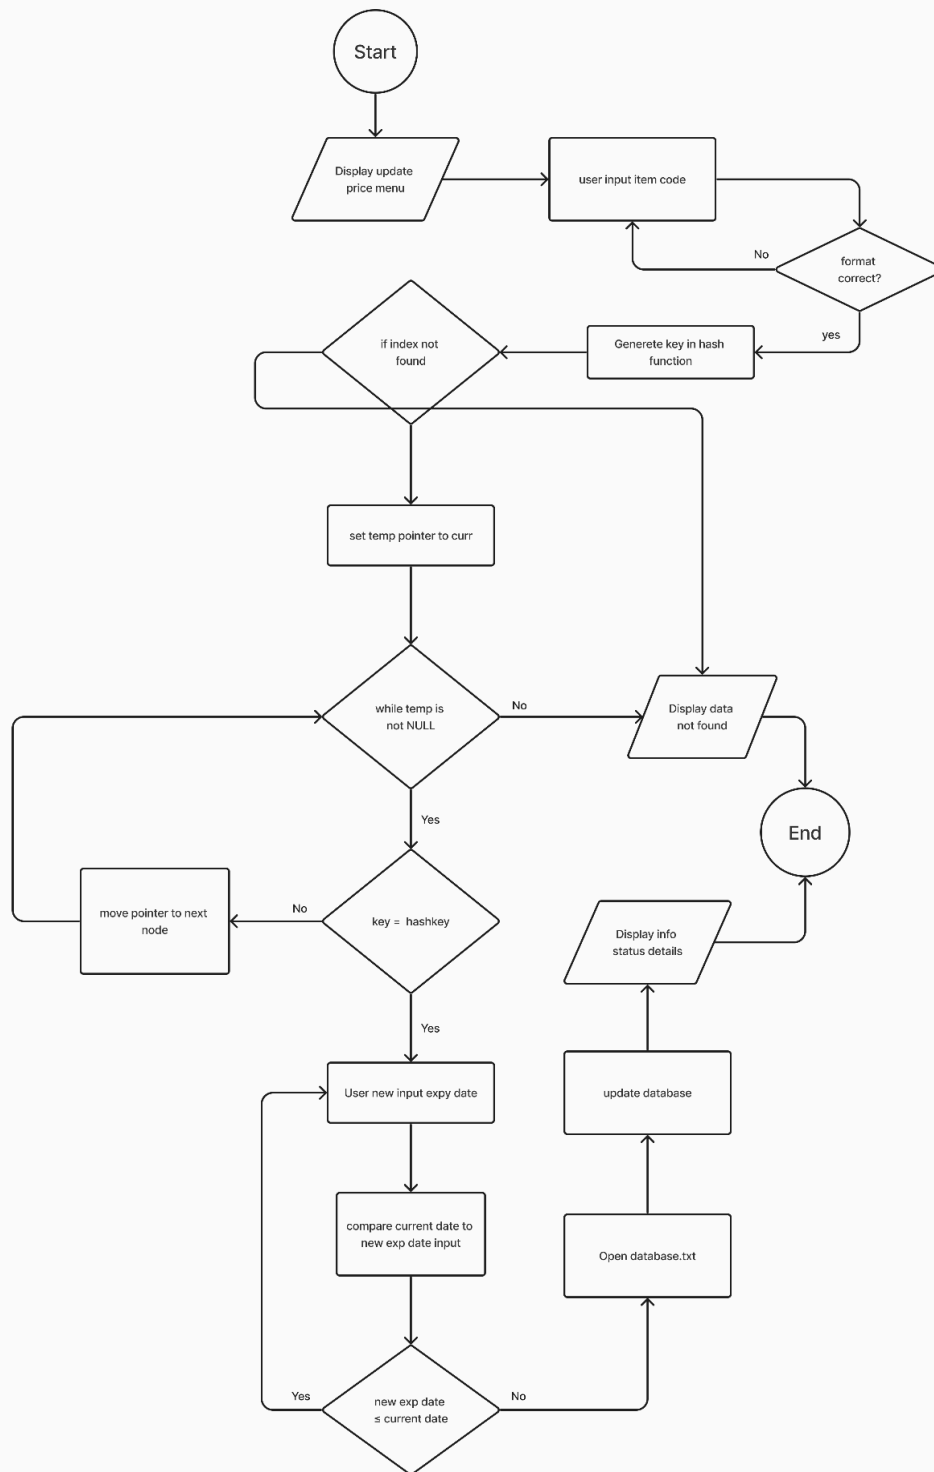 Start
Display update
price menu
user input item code
No
format
correct?
if index not
found
Generete key in hash
function
yes
set temp pointer to curr
while temp is
not NULL
No
Display data
not found
Yes
End
move pointer to next
node
No
key = hashkey
Display info
status details
Yes
User new input expy date
update database
compare current date to
new exp date input
Open database.txt
Yes
new exp date
≤ current date
No